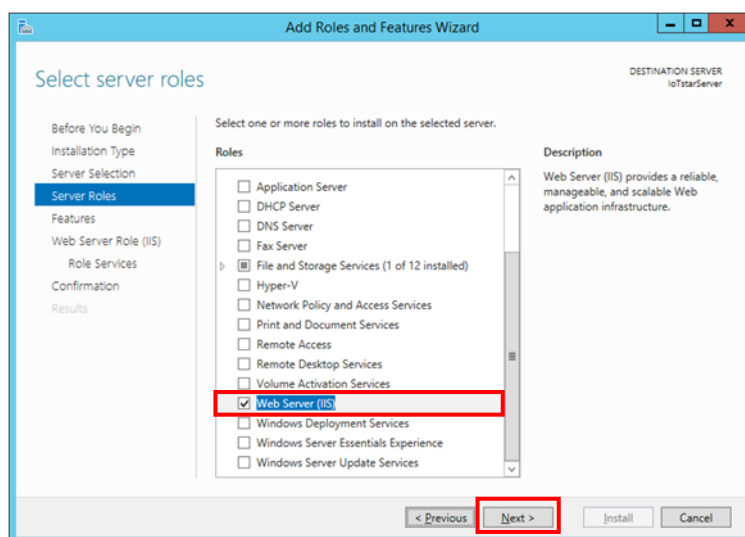 Add Roles and Features Wizard
Select server roles
DESTINATION SERVER
IoTstarServer
Before You Begin
Installation Type
Server Selection
Server Roles
Features
Web Server Role (IIS)
Role Services
Confirmation
Results
Select one or more roles to install on the selected server.
Roles
Application Server
DHCP Server
DNS Server
Fax Server
File and Storage Services (1 of 12 installed)
Hyper-V
Network Policy and Access Services
Print and Document Services
Remote Access
Remote Desktop Services
Volume Activation Services
Web Server (IIS)
Windows Deployment Services
Windows Server Essentials Experience
Windows Server Update Services
Description
Web Server (IIS) provides a reliable,
manageable, and scalable Web
application infrastructure.
< Previous
Next >
Install
Cancel